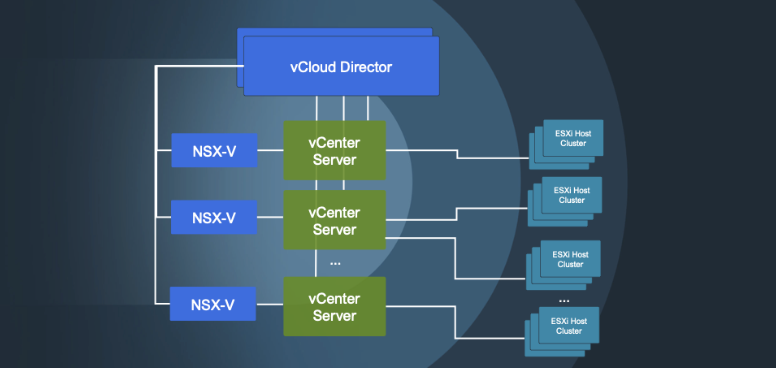 vCloud Director
NSX-V
vCenter
Server
ESXi Host
Cluster
NSX-V
vCenter
Server
ESXi Host
Cluster
...
ESXi Host
Cluster
...
NSX-V
vCenter
Server
ESXi Host
Cluster